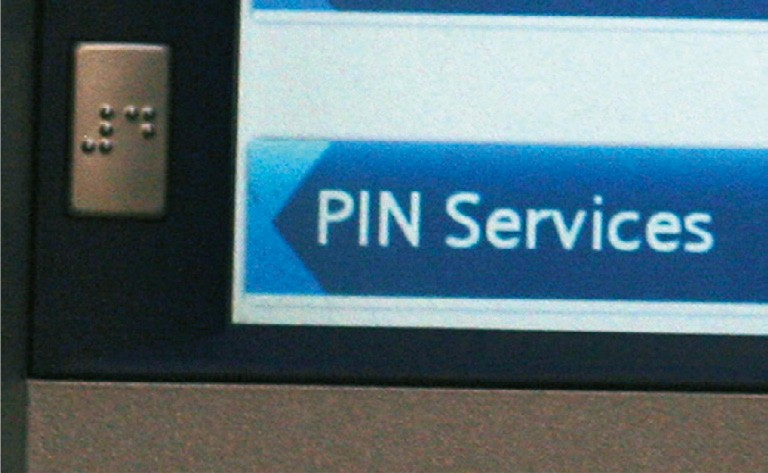 ⠼⠙
PIN Services